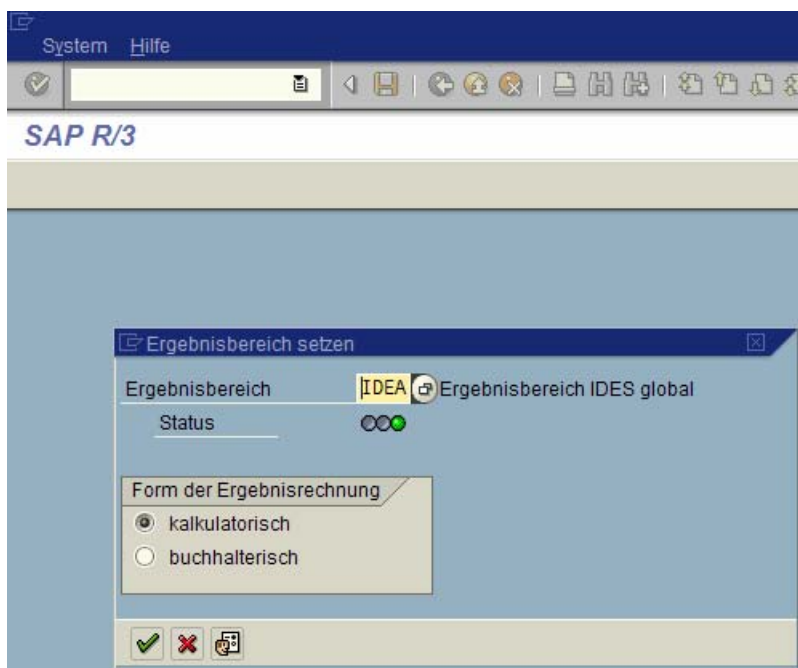 System Hilfe
SAP R/3
Ergebnisbereich setzen
Ergebnisbereich IDEA Ergebnisbereich IDES global
Status
Form der Ergebnisrechnung
kalkulatorisch
buchhalterisch